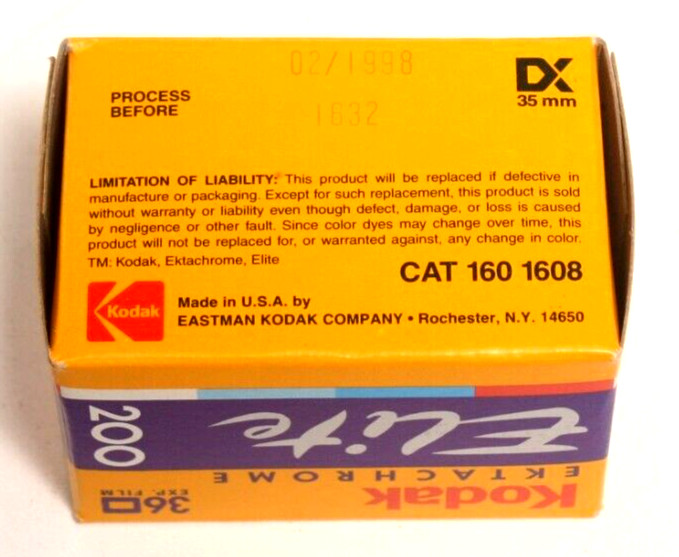 02/1998
DX
35 mm
PROCESS
BEFORE
1632
LIMITATION OF LIABILITY: This product will be replaced if defective in
manufacture or packaging. Except for such replacement, this product is sold
without warranty or liability even though defect, damage, or loss is caused
by negligence or other fault. Since color dyes may change over time, this
product will not be replaced for, or warranted against, any change in color.
TM: Kodak, Ektachrome, Elite
CAT 160 1608
Kodak
Made in U.S.A. by
EASTMAN KODAK COMPANY • Rochester, N.Y. 14650
Kodak
EKTACHROME
Elite
200
36
EXP. FILM